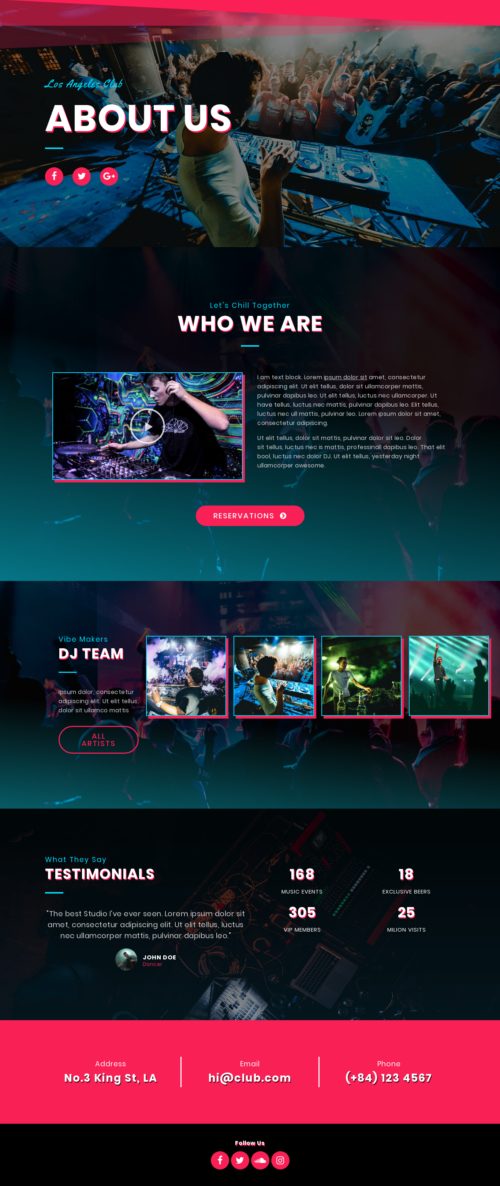 Los Angeles Club
ABOUT US
Let's Chill Together
WHO WE ARE
I am text block. Lorem ipsum dolor sit amet, consectetur
adipiscing elit. Ut elit tellus, dolor sit ullamcorper mattis,
pulvinar dapibus leo. Ut elit tellus, luctus nec ullamcorper. Ut
have tellus, luctus nec mattis, pulvinar dapibus leo. Elit tellus,
luctus nec ull mattis, pulvinar leo. Lorem ipsum dolor sit amet,
consectetur adipiscing.
Ut elit tellus, dolor sit mattis, pulvinar dolor sit leo. Dolor
sit tellus, luctus nec is mattis, professinall dapibus leo. That elit
bool, luctus nec dolor DJ. Ut elit tellus, yesterday night
ullamcorper awesome.
RESERVATIONS
Vibe Makers
DJ TEAM
Ipsum dolor, consectetur
adipiscing elit. Ut elit tellus,
dolor sit ullamco mattis
ALL
ARTISTS
What They Say
TESTIMONIALS
"The best Studio I've ever seen. Lorem ipsum dolor sit
amet, consectetur adipiscing elit. Ut elit tellus, luctus
nec ullamcorper mattis, pulvinar dapibus leo."
JOHN DOE
Dancer
168
MUSIC EVENTS
18
EXCLUSIVE BEERS
305
VIP MEMBERS
25
MILION VISITS
Address
No.3 King St, LA
Email
hi@club.com
Phone
(+84) 123 4567
Follow Us